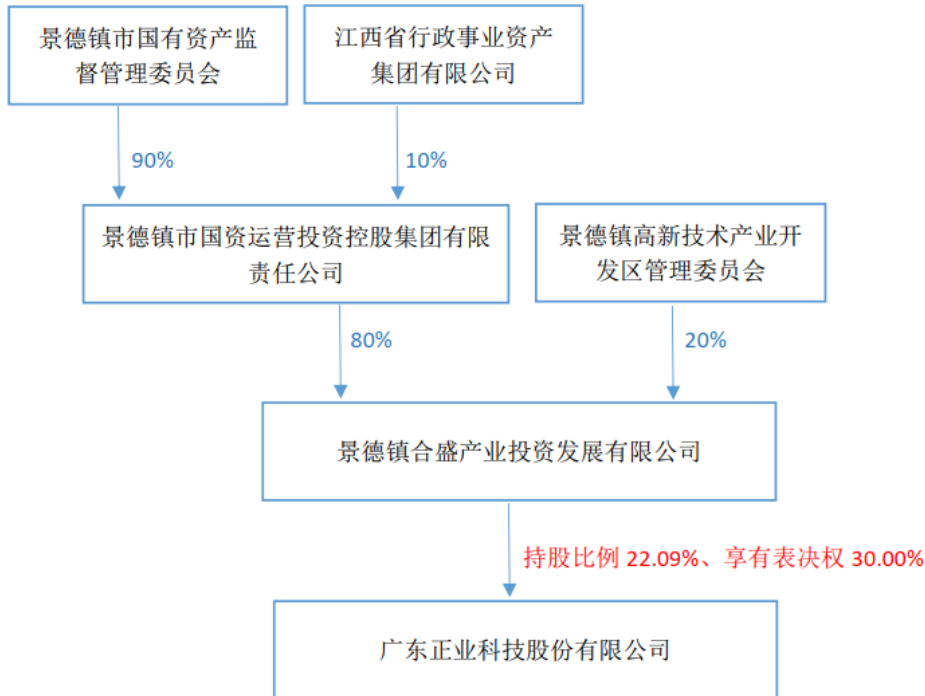 景德镇市国有资产监
督管理委员会
江西省行政事业资产
集团有限公司
90%
10%
景德镇市国资运营投资控股集团有限
责任公司
景德镇高新技术产业开
发区管理委员会
80%
20%
景德镇合盛产业投资发展有限公司
持股比例 22.09%、享有表决权 30.00%
广东正业科技股份有限公司